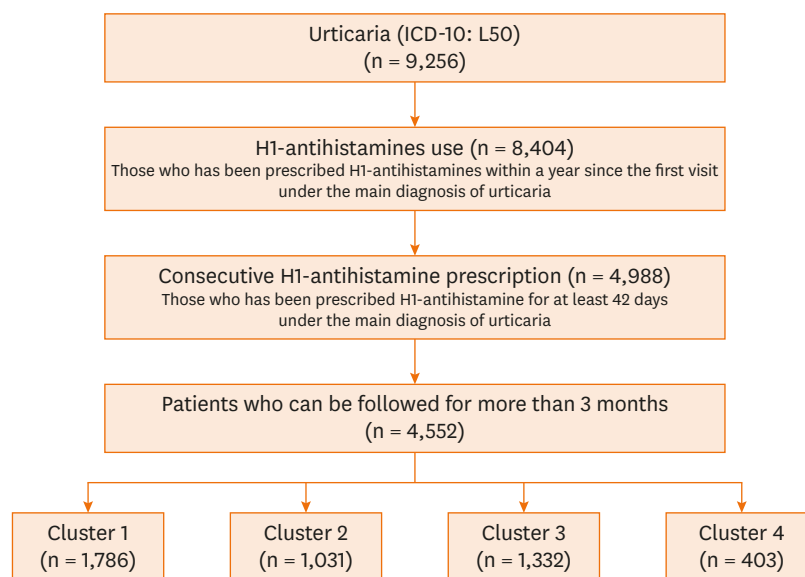 Urticaria (ICD-10: L50)
(n = 9,256)
H1-antihistamines use (n = 8,404)
Those who has been prescribed H1-antihistamines within a year since the first visit
under the main diagnosis of urticaria
Consecutive H1-antihistamine prescription (n = 4,988)
Those who has been prescribed H1-antihistamine for at least 42 days
under the main diagnosis of urticaria
Patients who can be followed for more than 3 months
(n = 4,552)
Cluster 1
(n = 1,786)
Cluster 2
(n = 1,031)
Cluster 3
(n = 1,332)
Cluster 4
(n = 403)